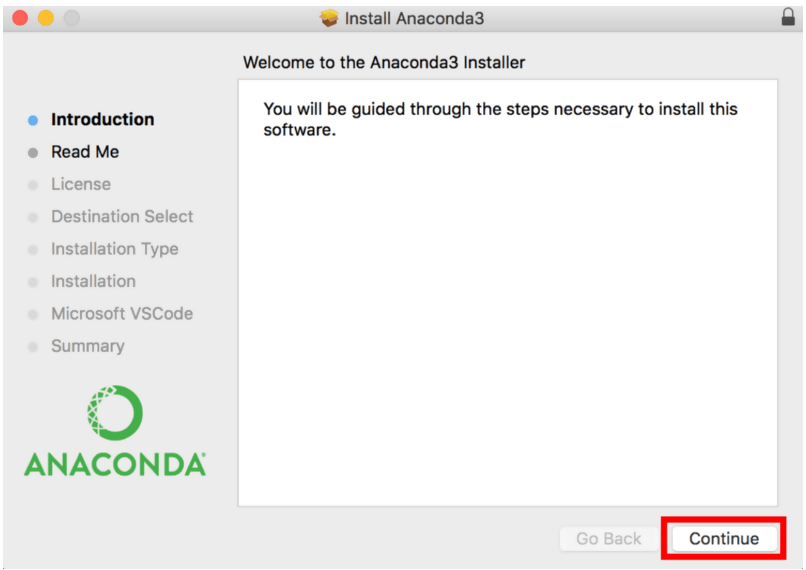 Install Anaconda3
Welcome to the Anaconda3 Installer
Introduction
Read Me
License
Destination Select
Installation Type
Installation
Microsoft VSCode
Summary
ANACONDA
You will be guided through the steps necessary to install this
software.
Go Back
Continue